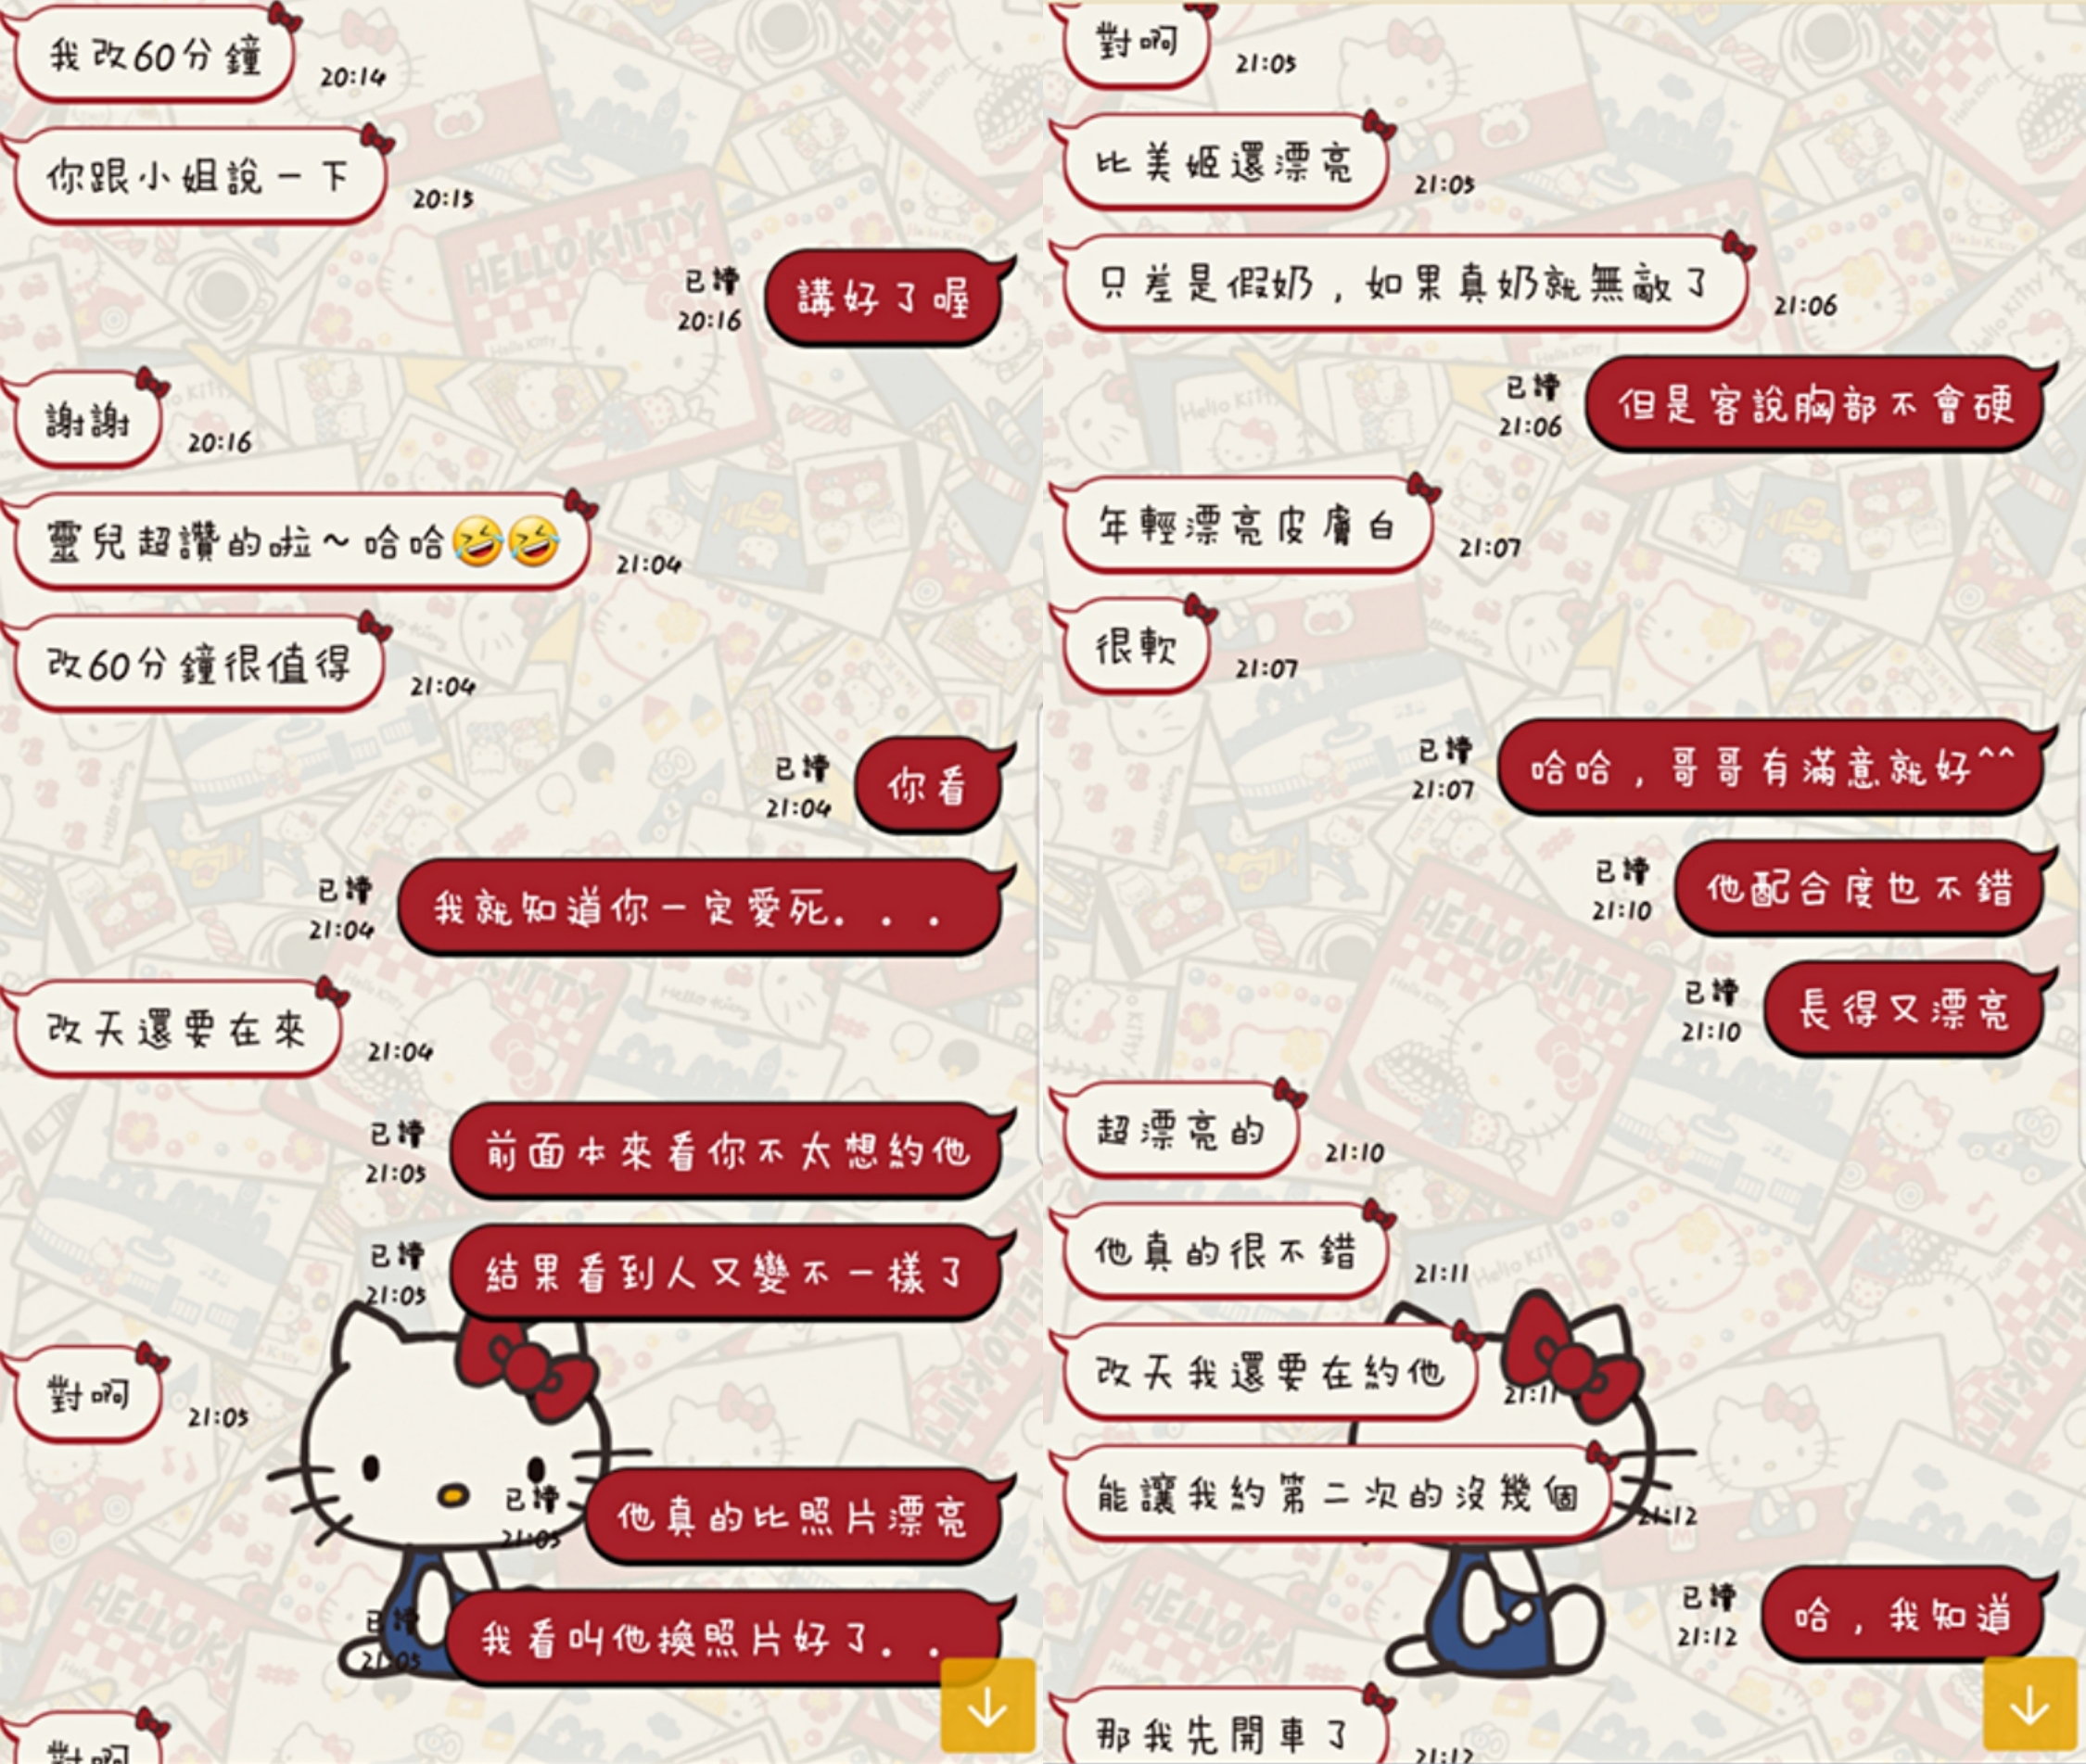 我改60分鐘
20:14
你跟小姐說一下
20:15
已讀
20:16
講好了喔
謝謝
20:16
靈兒超讚的啦～哈哈🤣🤣
21:04
改60分鐘很值得
21:04
已讀
21:04
你看
已讀
21:04
我就知道你一定愛死．．．
改天還要在來
21:04
已讀
21:05
前面本來看你不太想約他
已讀
21:05
結果看到人又變不一樣了
對啊
21:05
已讀
21:05
他真的比照片漂亮
已讀
21:05
我看叫他換照片好了．．
對啊
對啊
21:05
比美姬還漂亮
21:05
只差是假奶，如果真奶就無敵了
21:06
已讀
21:06
但是客說胸部不會硬
年輕漂亮皮膚白
21:07
很軟
21:07
已讀
21:07
哈哈，哥哥有滿意就好^^
已讀
21:10
他配合度也不錯
已讀
21:10
長得又漂亮
超漂亮的
21:10
他真的很不錯
21:11
改天我還要在約他
21:11
能讓我約第二次的沒幾個
21:12
已讀
21:12
哈，我知道
那我先開車了
21:12